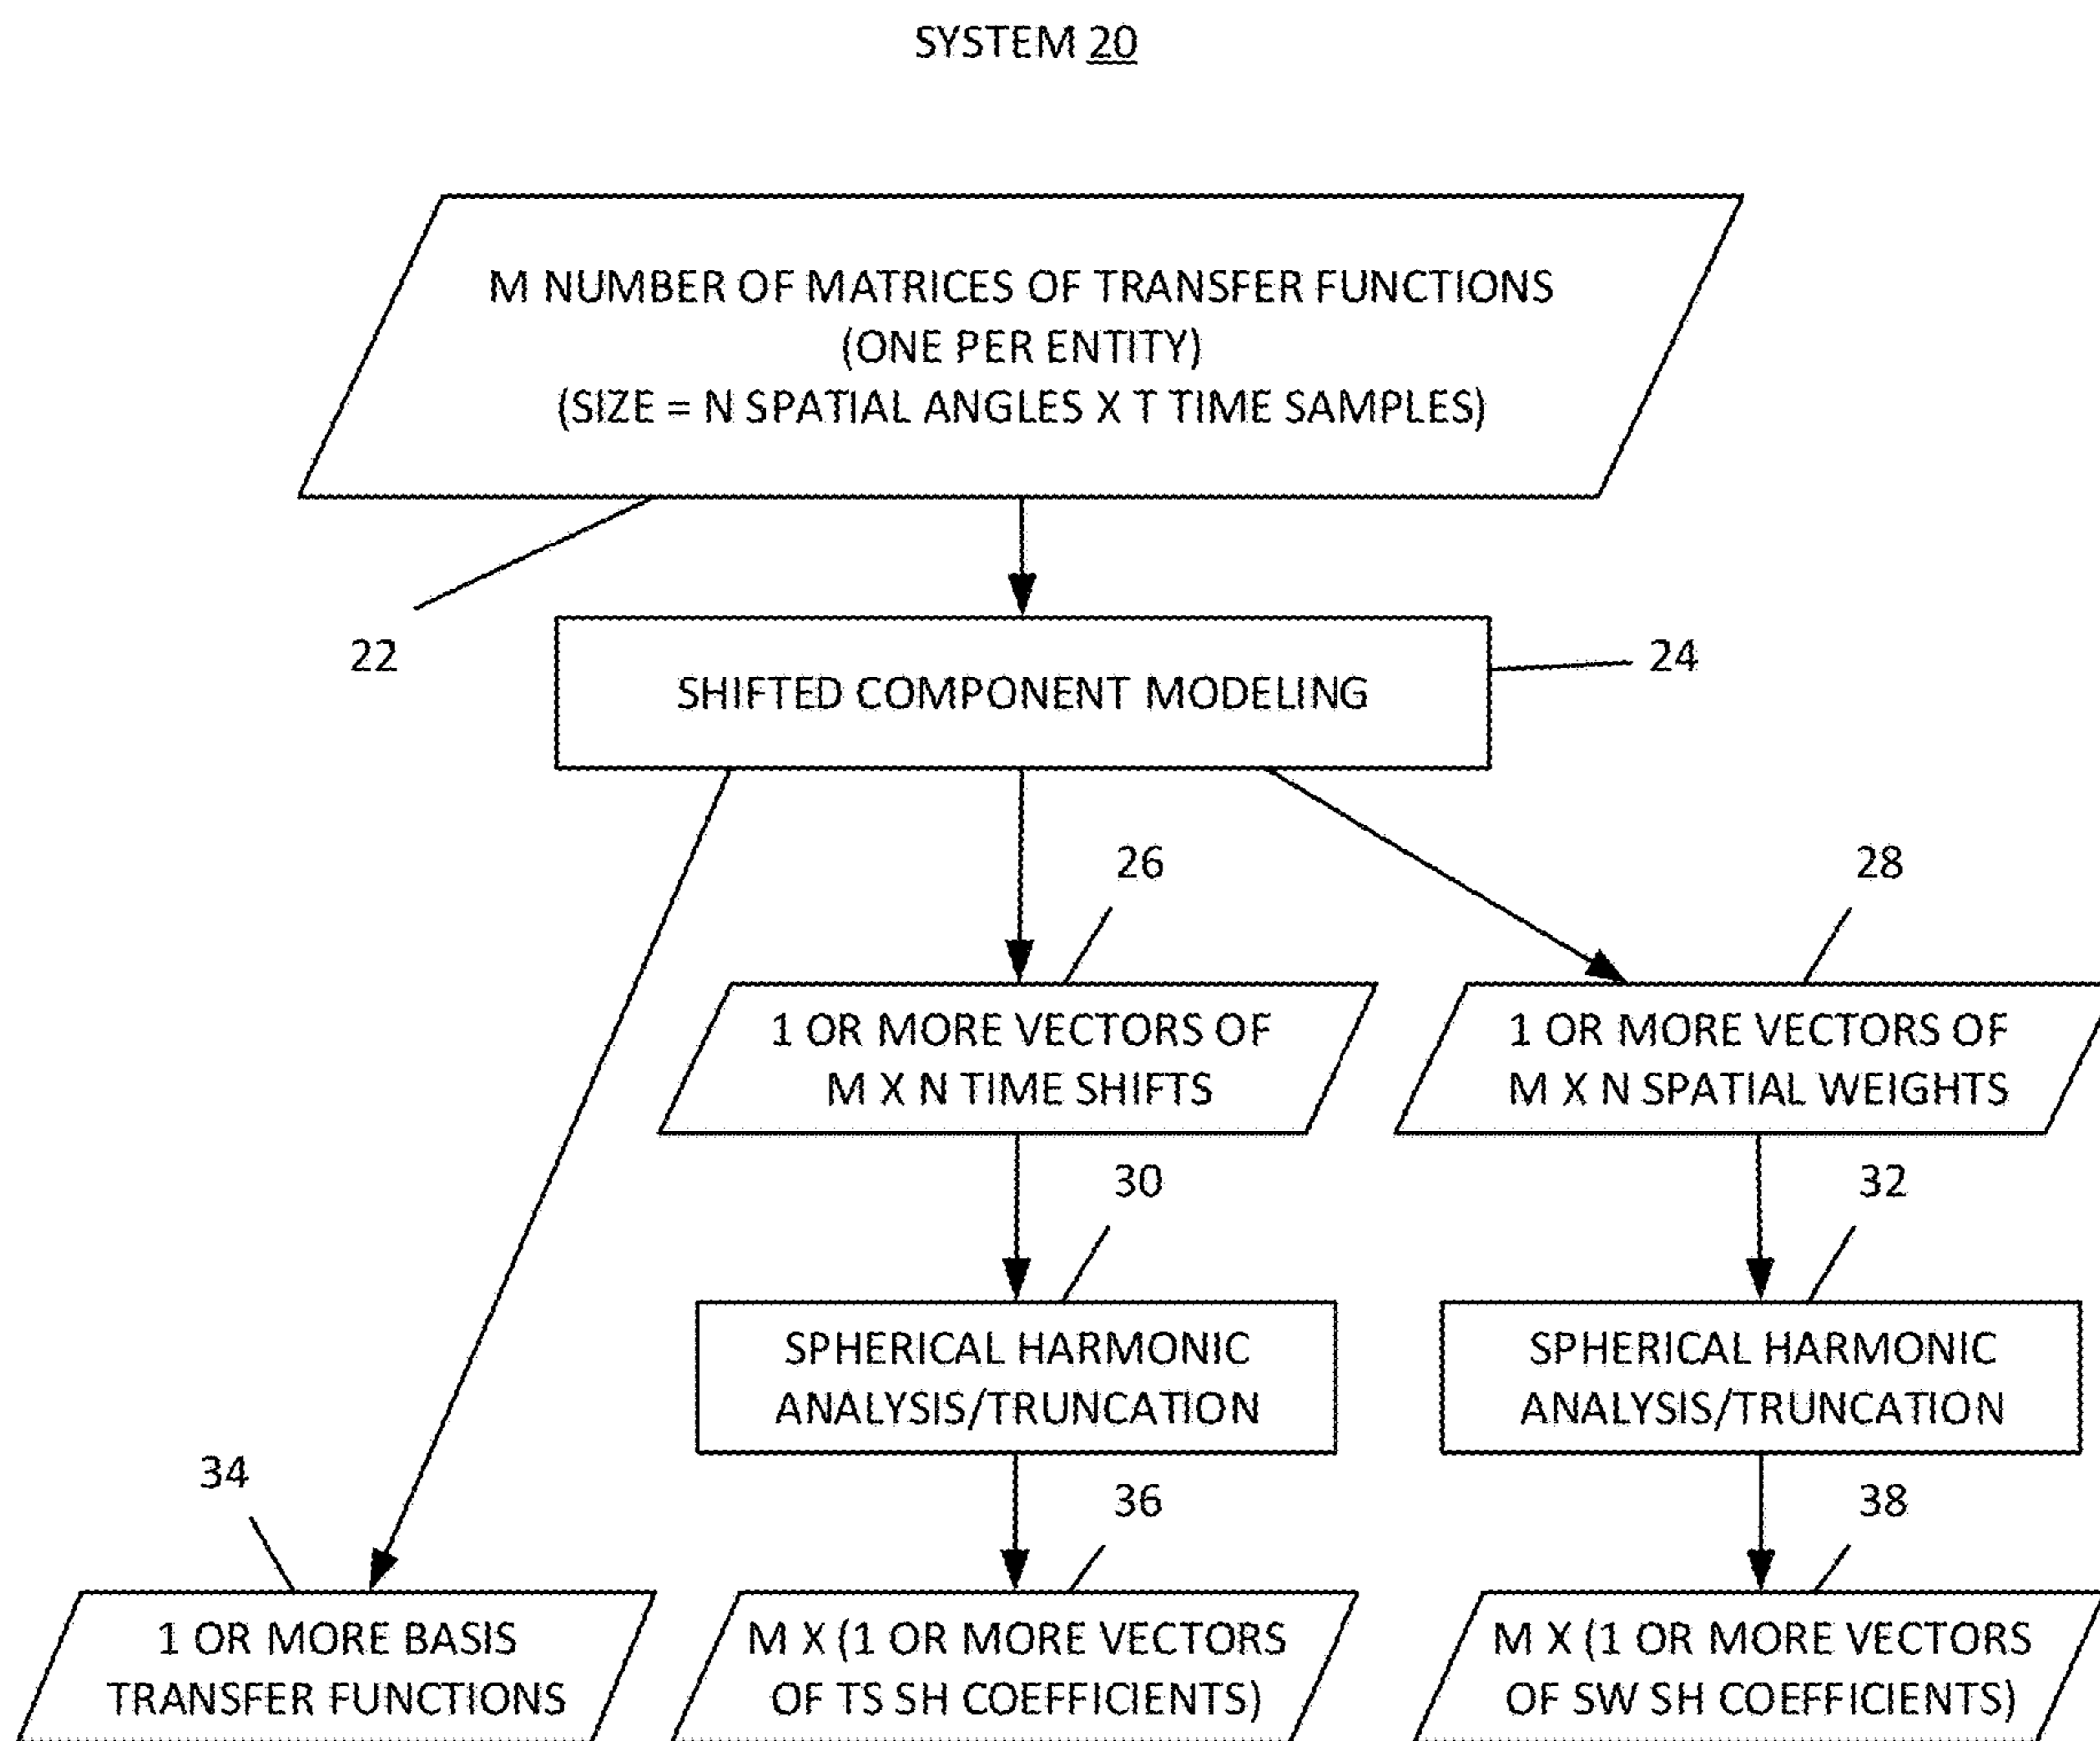 SYSTEM 20
M NUMBER OF MATRICES OF TRANSFER FUNCTIONS
(ONE PER ENTITY)
(SIZE = N SPATIAL ANGLES X T TIME SAMPLES)
22
SHIFTED COMPONENT MODELING
24
26
28
1 OR MORE VECTORS OF
M X N TIME SHIFTS
1 OR MORE VECTORS OF
M X N SPATIAL WEIGHTS
30
32
SPHERICAL HARMONIC
ANALYSIS/TRUNCATION
SPHERICAL HARMONIC
ANALYSIS/TRUNCATION
34
36
38
1 OR MORE BASIS
TRANSFER FUNCTIONS
M X (1 OR MORE VECTORS
OF TS SH COEFFICIENTS)
M X (1 OR MORE VECTORS
OF SW SH COEFFICIENTS)